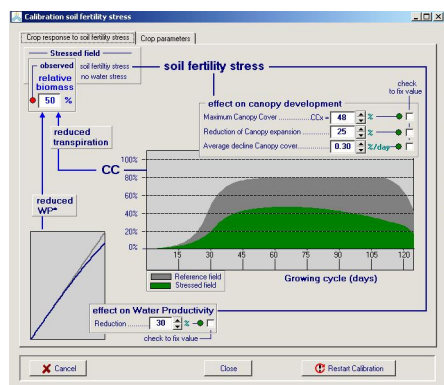 Calibration soil fertility stress
Crop response to soil fertility stress
Crop parameters
Stressed field
observed
soil fertility stress
no water stress
soil fertility stress
relative
biomass
50 %
effect on canopy development
check
to fix value
Maximum Canopy Cover ........ CCx = 48 %
Reduction of Canopy expansion ........ 25 %
Average decline Canopy cover ........ 0.30 %/day
reduced
transpiration
CC
100%
80%
60%
40%
20%
0%
15 30 45 60 75 90 105 120
Reference field
Stressed field
Growing cycle (days)
reduced
WP*
effect on Water Productivity
Reduction ........ 30 %
check to fix value
Cancel
Close
Restart Calibration